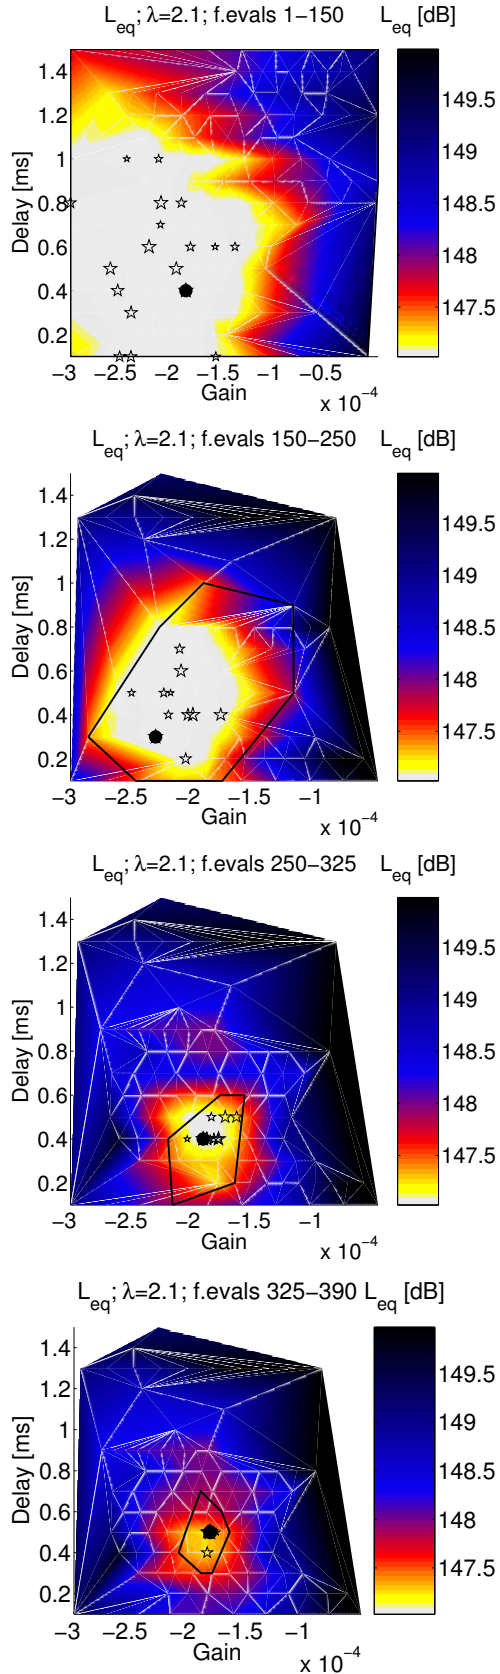 L_eq; λ=2.1; f.evals 1−150 L_eq [dB]
1.4
1.2
1
0.8
0.6
0.4
0.2
Delay [ms]
149.5
149
148.5
148
147.5
−3 −2.5 −2 −1.5 −1 −0.5
Gain
x 10^−4
L_eq; λ=2.1; f.evals 150−250 L_eq [dB]
1.4
1.2
1
0.8
0.6
0.4
0.2
Delay [ms]
149.5
149
148.5
148
147.5
−3 −2.5 −2 −1.5 −1
Gain
x 10^−4
L_eq; λ=2.1; f.evals 250−325 L_eq [dB]
1.4
1.2
1
0.8
0.6
0.4
0.2
Delay [ms]
149.5
149
148.5
148
147.5
−3 −2.5 −2 −1.5 −1
Gain
x 10^−4
L_eq; λ=2.1; f.evals 325−390 L_eq [dB]
1.4
1.2
1
0.8
0.6
0.4
0.2
Delay [ms]
149.5
149
148.5
148
147.5
−3 −2.5 −2 −1.5 −1
Gain
x 10^−4